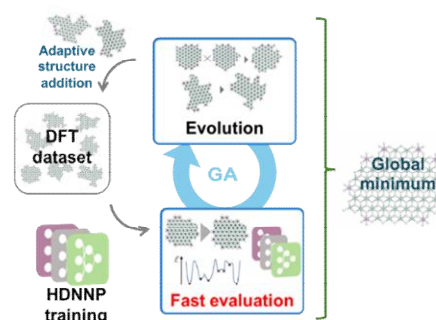 Adaptive
structure
addition
DFT
dataset
HDNNP
training
Evolution
GA
Fast evaluation
Global
minimum